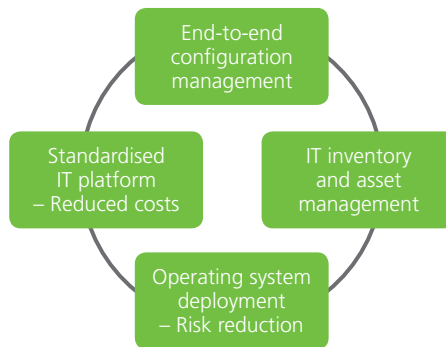 End-to-end
configuration
management
Standardised
IT platform
– Reduced costs
IT inventory
and asset
management
Operating system
deployment
– Risk reduction